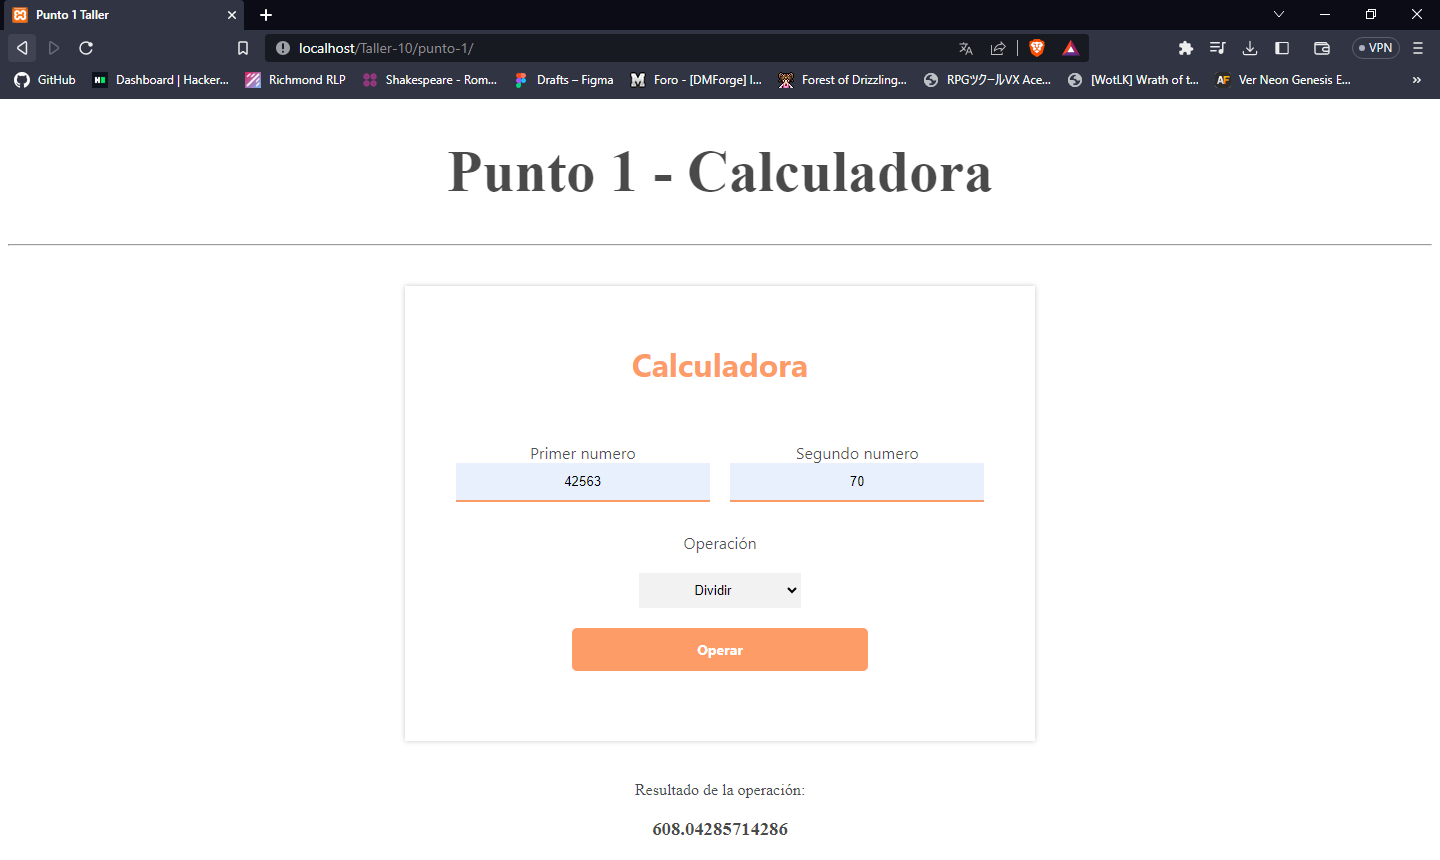 Punto 1 Taller
localhost/Taller-10/punto-1/
VPN
GitHub
Dashboard | Hacker...
Richmond RLP
Shakespeare - Rom...
Drafts – Figma
Foro - [DMForge] I...
Forest of Drizzling...
RPGツクールVX Ace...
[WotLK] Wrath of t...
AF
Ver Neon Genesis E...
Punto 1 - Calculadora
Calculadora
Primer numero
Segundo numero
42563
70
Operación
Dividir
Operar
Resultado de la operación:
608.04285714286